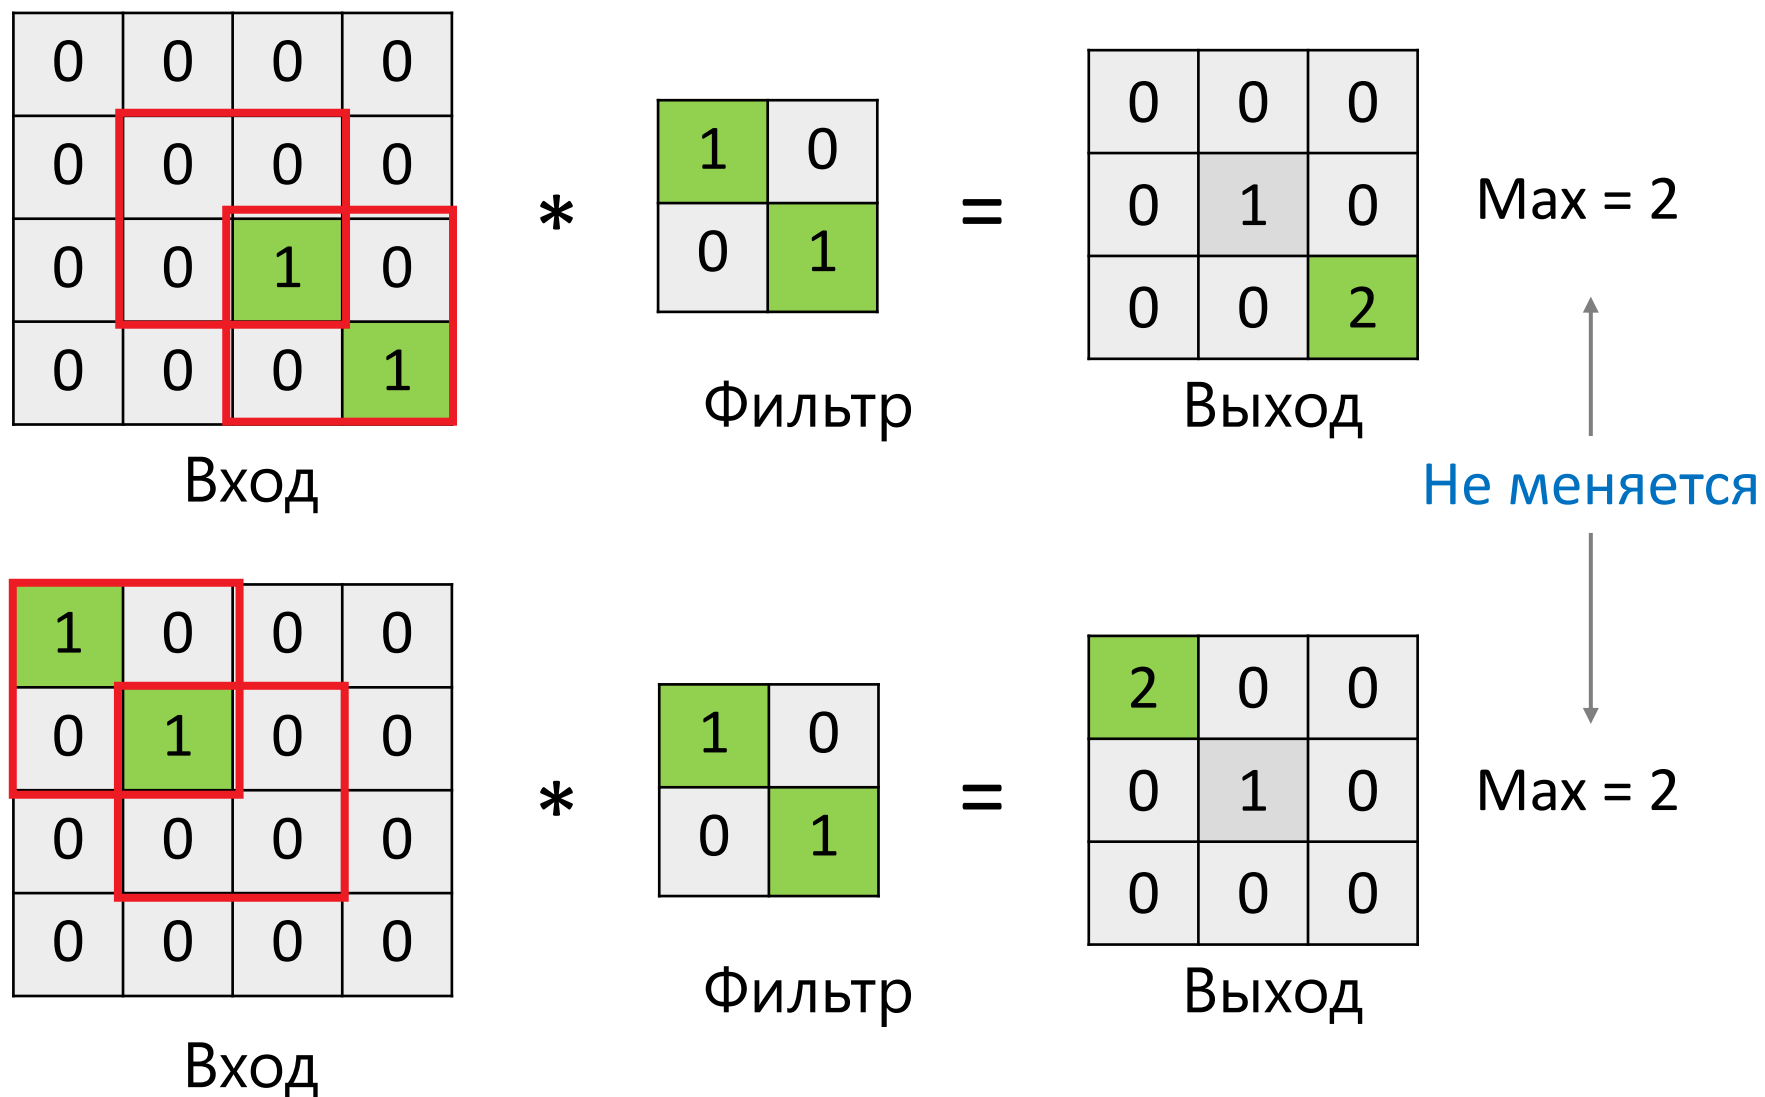 0 0 0 0
0 0 0 0
0 0 1 0
0 0 0 1
Вход
*
1 0
0 1
Фильтр
=
0 0 0
0 1 0
0 0 2
Выход
Max = 2
Не меняется
1 0 0 0
0 1 0 0
0 0 0 0
0 0 0 0
Вход
*
1 0
0 1
Фильтр
=
2 0 0
0 1 0
0 0 0
Выход
Max = 2